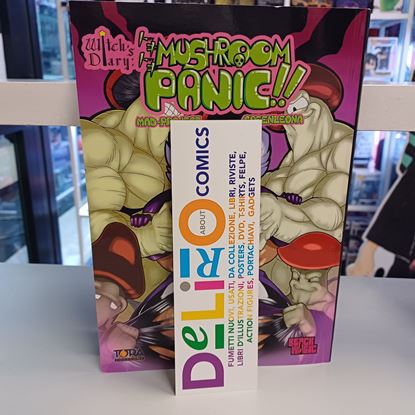 Witch's
Diary:
MUSHROOM
PANIC!!
DeLiRiO
ABOUT
COMICS
FUMETTI NUOVI, USATI, DA COLLEZIONE, LIBRI, RIVISTE,
LIBRI D'ILLUSTRAZIONI, POSTERS, DVD, T-SHIRTS, FELPE,
ACTION FIGURES, PORTACHIAVI, GADGETS
TORA